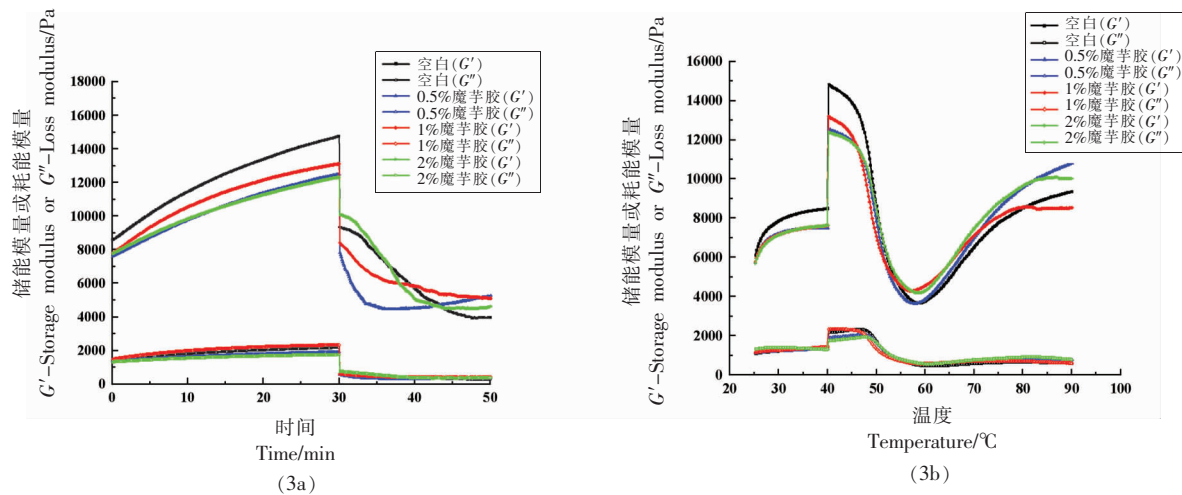 储能模量或耗能模量
G′-Storage modulus or G″-Loss modulus/Pa
18000
16000
14000
12000
10000
8000
6000
4000
2000
0
空白(G′)
空白(G″)
0.5%魔芋胶(G′)
0.5%魔芋胶(G″)
1%魔芋胶(G′)
1%魔芋胶(G″)
2%魔芋胶(G′)
2%魔芋胶(G″)
0 10 20 30 40 50
时间
Time/min
(3a)
储能模量或耗能模量
G′-Storage modulus or G″-Loss modulus/Pa
16000
14000
12000
10000
8000
6000
4000
2000
0
空白(G′)
空白(G″)
0.5%魔芋胶(G′)
0.5%魔芋胶(G″)
1%魔芋胶(G′)
1%魔芋胶(G″)
2%魔芋胶(G′)
2%魔芋胶(G″)
20 30 40 50 60 70 80 90 100
温度
Temperature/℃
(3b)